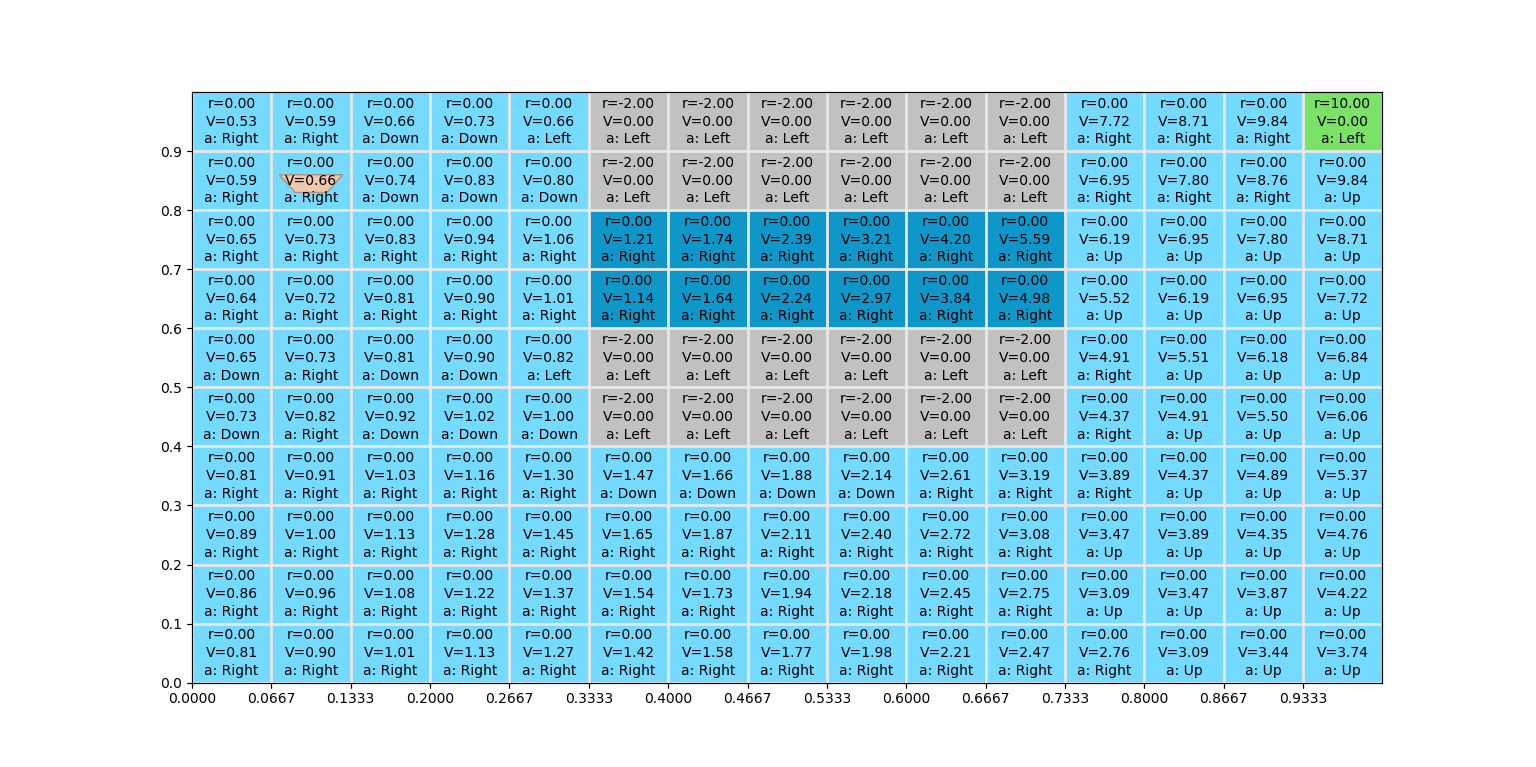 r=0.00 r=0.00 r=0.00 r=0.00 r=0.00 r=-2.00 r=-2.00 r=-2.00 r=-2.00 r=-2.00 r=-2.00 r=0.00 r=0.00 r=0.00 r=10.00
V=0.53 V=0.59 V=0.66 V=0.73 V=0.66 V=0.00 V=0.00 V=0.00 V=0.00 V=0.00 V=0.00 V=7.72 V=8.71 V=9.84 V=0.00
a: Right a: Right a: Down a: Down a: Left a: Left a: Left a: Left a: Left a: Left a: Left a: Right a: Right a: Right a: Left
0.9
r=0.00 r=0.00 r=0.00 r=0.00 r=0.00 r=-2.00 r=-2.00 r=-2.00 r=-2.00 r=-2.00 r=-2.00 r=0.00 r=0.00 r=0.00 r=0.00
V=0.59 V=0.66 V=0.74 V=0.83 V=0.80 V=0.00 V=0.00 V=0.00 V=0.00 V=0.00 V=0.00 V=6.95 V=7.80 V=8.76 V=9.84
a: Right a: Right a: Down a: Down a: Down a: Left a: Left a: Left a: Left a: Left a: Left a: Right a: Right a: Right a: Up
0.8
r=0.00 r=0.00 r=0.00 r=0.00 r=0.00 r=0.00 r=0.00 r=0.00 r=0.00 r=0.00 r=0.00 r=0.00 r=0.00 r=0.00 r=0.00
V=0.65 V=0.73 V=0.83 V=0.94 V=1.06 V=1.21 V=1.74 V=2.39 V=3.21 V=4.20 V=5.59 V=6.19 V=6.95 V=7.80 V=8.71
a: Right a: Right a: Right a: Right a: Right a: Right a: Right a: Right a: Right a: Right a: Right a: Up a: Up a: Up a: Up
0.7
r=0.00 r=0.00 r=0.00 r=0.00 r=0.00 r=0.00 r=0.00 r=0.00 r=0.00 r=0.00 r=0.00 r=0.00 r=0.00 r=0.00 r=0.00
V=0.64 V=0.72 V=0.81 V=0.90 V=1.01 V=1.14 V=1.64 V=2.24 V=2.97 V=3.84 V=4.98 V=5.52 V=6.19 V=6.95 V=7.72
a: Right a: Right a: Right a: Right a: Right a: Right a: Right a: Right a: Right a: Right a: Right a: Up a: Up a: Up a: Up
0.6
r=0.00 r=0.00 r=0.00 r=0.00 r=0.00 r=-2.00 r=-2.00 r=-2.00 r=-2.00 r=-2.00 r=-2.00 r=0.00 r=0.00 r=0.00 r=0.00
V=0.65 V=0.73 V=0.81 V=0.90 V=0.82 V=0.00 V=0.00 V=0.00 V=0.00 V=0.00 V=0.00 V=4.91 V=5.51 V=6.18 V=6.84
a: Down a: Right a: Down a: Down a: Left a: Left a: Left a: Left a: Left a: Left a: Left a: Right a: Up a: Up a: Up
0.5
r=0.00 r=0.00 r=0.00 r=0.00 r=0.00 r=-2.00 r=-2.00 r=-2.00 r=-2.00 r=-2.00 r=-2.00 r=0.00 r=0.00 r=0.00 r=0.00
V=0.73 V=0.82 V=0.92 V=1.02 V=1.00 V=0.00 V=0.00 V=0.00 V=0.00 V=0.00 V=0.00 V=4.37 V=4.91 V=5.50 V=6.06
a: Down a: Right a: Down a: Down a: Down a: Left a: Left a: Left a: Left a: Left a: Left a: Right a: Up a: Up a: Up
0.4
r=0.00 r=0.00 r=0.00 r=0.00 r=0.00 r=0.00 r=0.00 r=0.00 r=0.00 r=0.00 r=0.00 r=0.00 r=0.00 r=0.00 r=0.00
V=0.81 V=0.91 V=1.03 V=1.16 V=1.30 V=1.47 V=1.66 V=1.88 V=2.14 V=2.61 V=3.19 V=3.89 V=4.37 V=4.89 V=5.37
a: Right a: Right a: Right a: Right a: Right a: Down a: Down a: Down a: Down a: Right a: Right a: Right a: Up a: Up a: Up
0.3
r=0.00 r=0.00 r=0.00 r=0.00 r=0.00 r=0.00 r=0.00 r=0.00 r=0.00 r=0.00 r=0.00 r=0.00 r=0.00 r=0.00 r=0.00
V=0.89 V=1.00 V=1.13 V=1.28 V=1.45 V=1.65 V=1.87 V=2.11 V=2.40 V=2.72 V=3.08 V=3.47 V=3.89 V=4.35 V=4.76
a: Right a: Right a: Right a: Right a: Right a: Right a: Right a: Right a: Right a: Right a: Right a: Up a: Up a: Up a: Up
0.2
r=0.00 r=0.00 r=0.00 r=0.00 r=0.00 r=0.00 r=0.00 r=0.00 r=0.00 r=0.00 r=0.00 r=0.00 r=0.00 r=0.00 r=0.00
V=0.86 V=0.96 V=1.08 V=1.22 V=1.37 V=1.54 V=1.73 V=1.94 V=2.18 V=2.45 V=2.75 V=3.09 V=3.47 V=3.87 V=4.22
a: Right a: Right a: Right a: Right a: Right a: Right a: Right a: Right a: Right a: Right a: Right a: Up a: Up a: Up a: Up
0.1
r=0.00 r=0.00 r=0.00 r=0.00 r=0.00 r=0.00 r=0.00 r=0.00 r=0.00 r=0.00 r=0.00 r=0.00 r=0.00 r=0.00 r=0.00
V=0.81 V=0.90 V=1.01 V=1.13 V=1.27 V=1.42 V=1.58 V=1.77 V=1.98 V=2.21 V=2.47 V=2.76 V=3.09 V=3.44 V=3.74
a: Right a: Right a: Right a: Right a: Right a: Right a: Right a: Right a: Right a: Right a: Right a: Right a: Up a: Up a: Up
0.0
0.0000 0.0667 0.1333 0.2000 0.2667 0.3333 0.4000 0.4667 0.5333 0.6000 0.6667 0.7333 0.8000 0.8667 0.9333